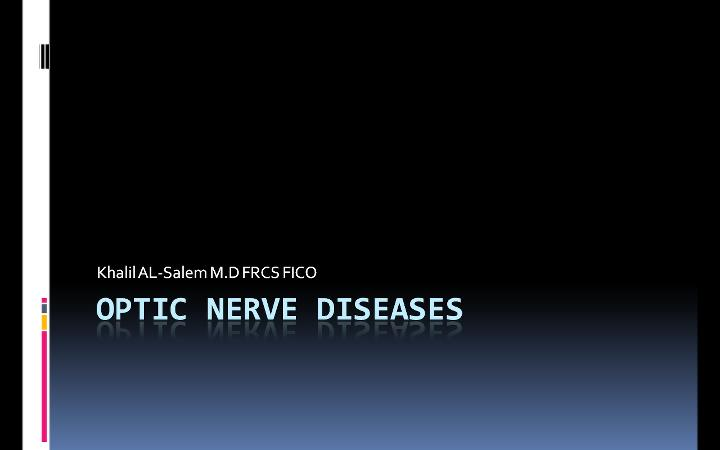 Khalil AL-Salem M.D FRCS FICO
OPTIC NERVE DISEASES